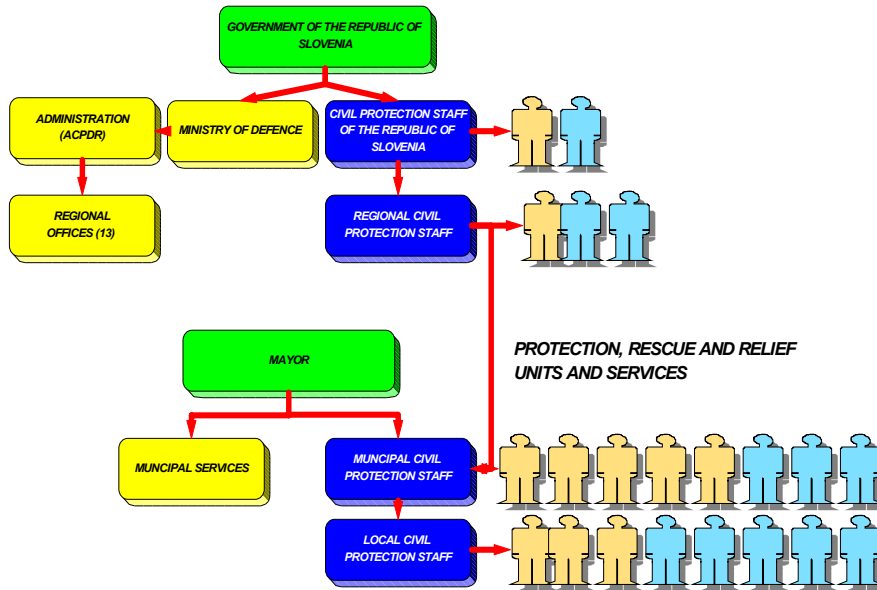 GOVERNMENT OF THE REPUBLIC OF
SLOVENIA
ADMINISTRATION
(ACPDR)
MINISTRY OF DEFENCE
CIVIL PROTECTION STAFF
OF THE REPUBLIC OF
SLOVENIA
REGIONAL
OFFICES (13)
REGIONAL CIVIL
PROTECTION STAFF
MAYOR
PROTECTION, RESCUE AND RELIEF
UNITS AND SERVICES
MUNCIPAL SERVICES
MUNCIPAL CIVIL
PROTECTION STAFF
LOCAL CIVIL
PROTECTION STAFF